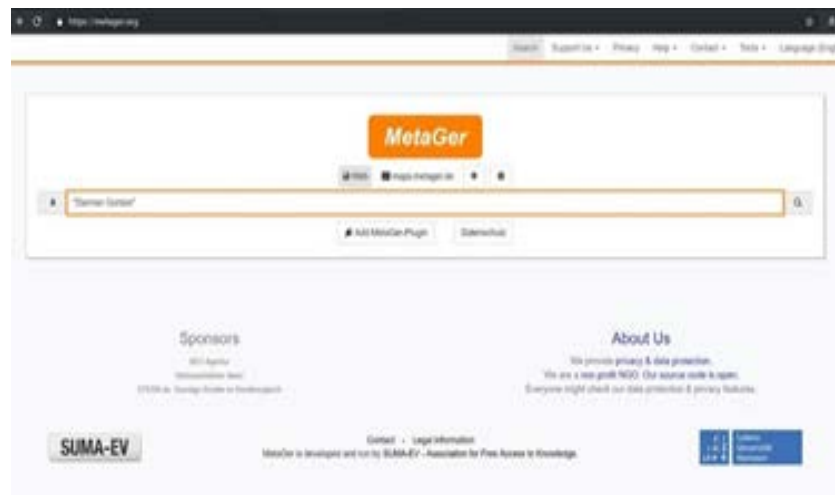 https://metager.org
Search Support Us Privacy Help Contact Tools Language
MetaGer
Web maps.metager.de
Add MetaGer-Plugin Datenschutz
Sponsors
About Us
We provide privacy & data protection.
We are a non profit NGO. Our source code is open.
Everyone might check our data protection & privacy features.
SUMA-EV
Contact - Legal Information
MetaGer is developed and run by SUMA-EV - Association for Free Access to Knowledge.